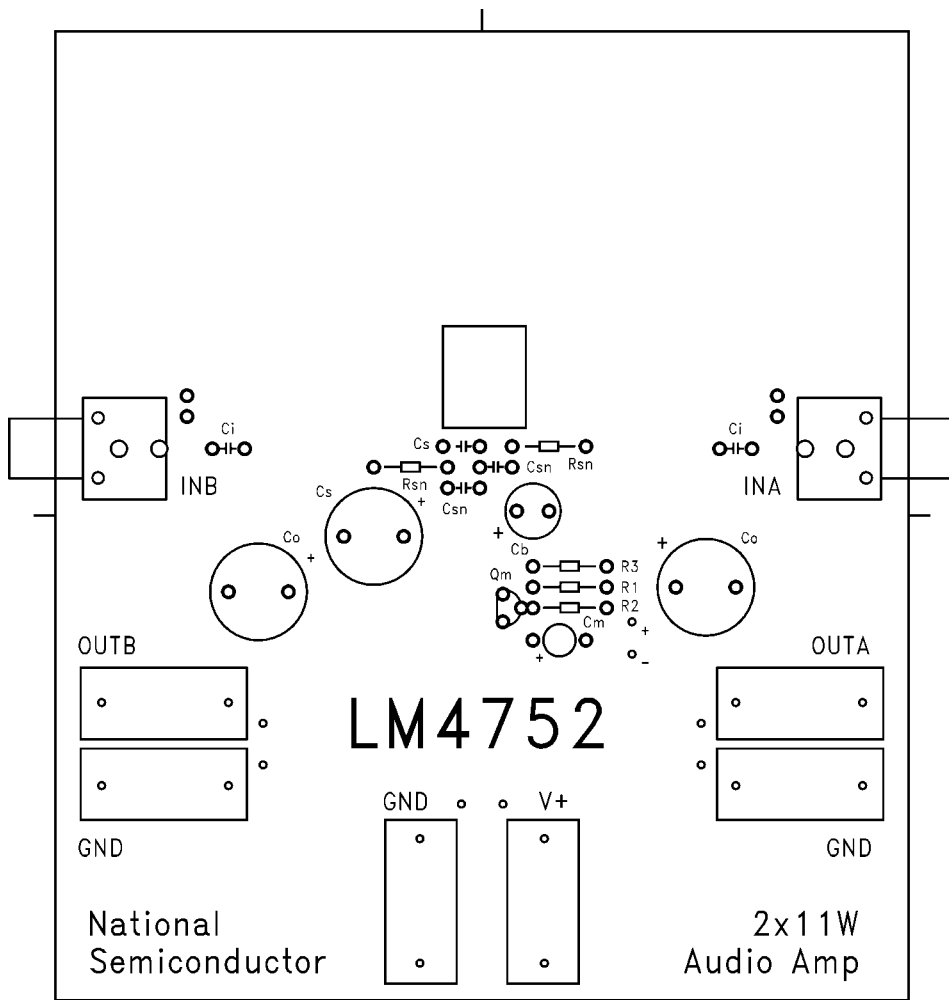 Ci
Cs
Rsn
Ci
INB
Rsn
Csn
INA
Cs
+
Csn
Co
+
+
Cb
+
Co
Qm
R3
R1
R2
Cm
+
+
-
OUTB
OUTA
LM4752
GND
V+
GND
GND
National
Semiconductor
2x11W
Audio Amp